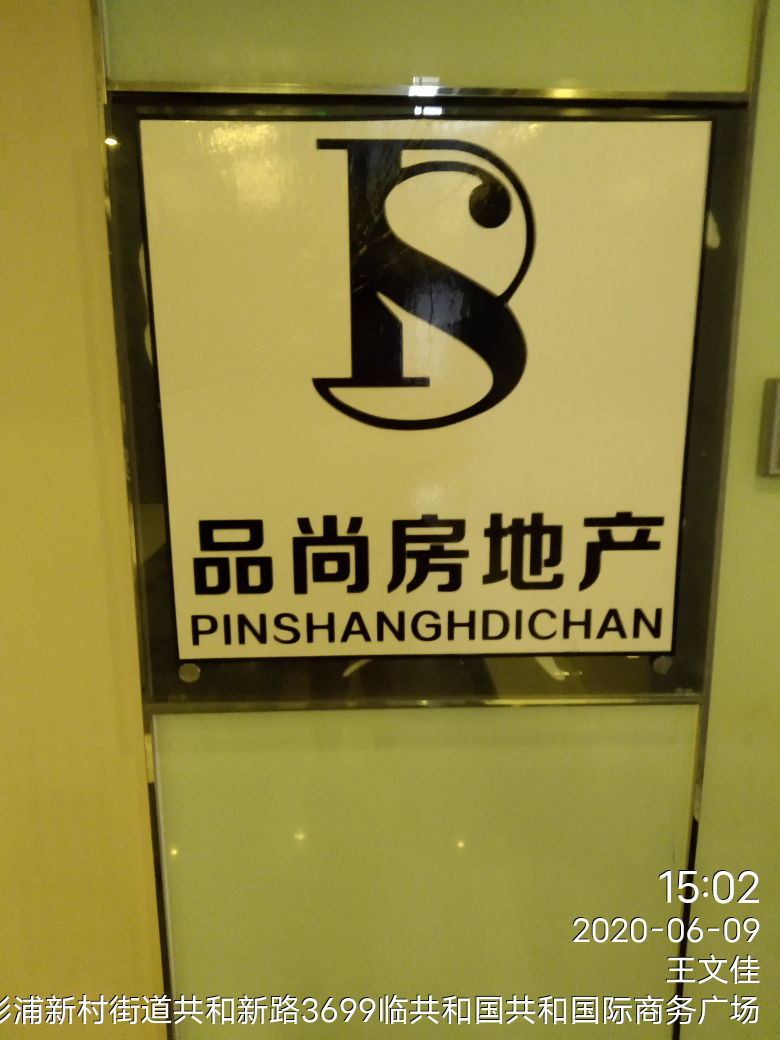 PS
品尚房地产
PINSHANGHDICHAN
15:02
2020-06-09
王文佳
彭浦新村街道共和新路3699临共和国共和国际商务广场